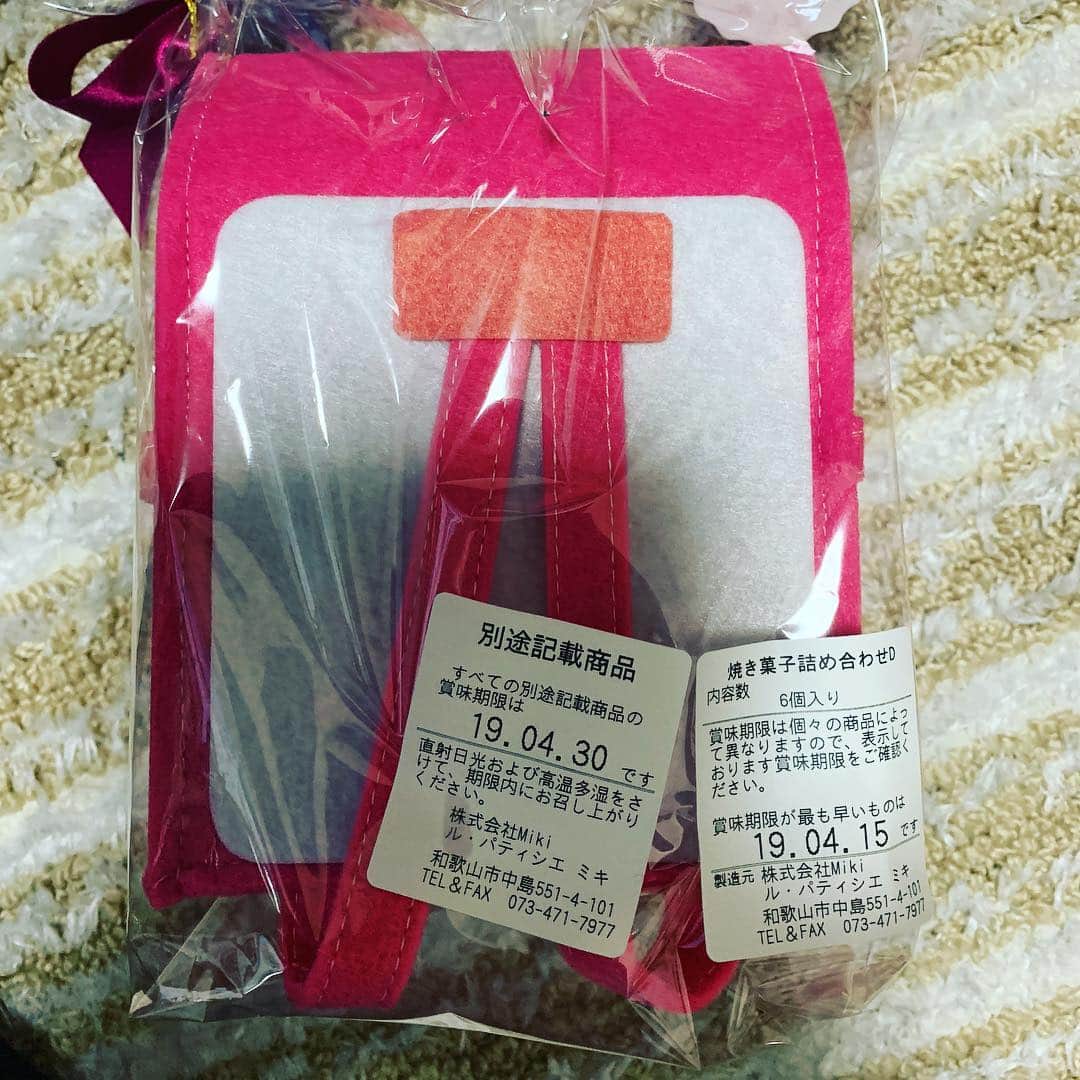 別途記載商品
すべての別途記載商品の
賞味期限は
19.04.30 です
直射日光および高温多湿をさ
けて、期限内にお召し上がり
ください。
株式会社Miki
ル・パティシエ ミキ
和歌山市中島551-4-101
TEL&FAX 073-471-7977
焼き菓子詰め合わせD
内容数 6個入り
賞味期限は個々の商品によっ
て異なりますので、表示して
おります賞味期限をご確認く
ださい。
賞味期限が最も早いものは
19.04.15 です
製造元 株式会社Miki
ル・パティシエ ミキ
和歌山市中島551-4-101
TEL&FAX 073-471-7977